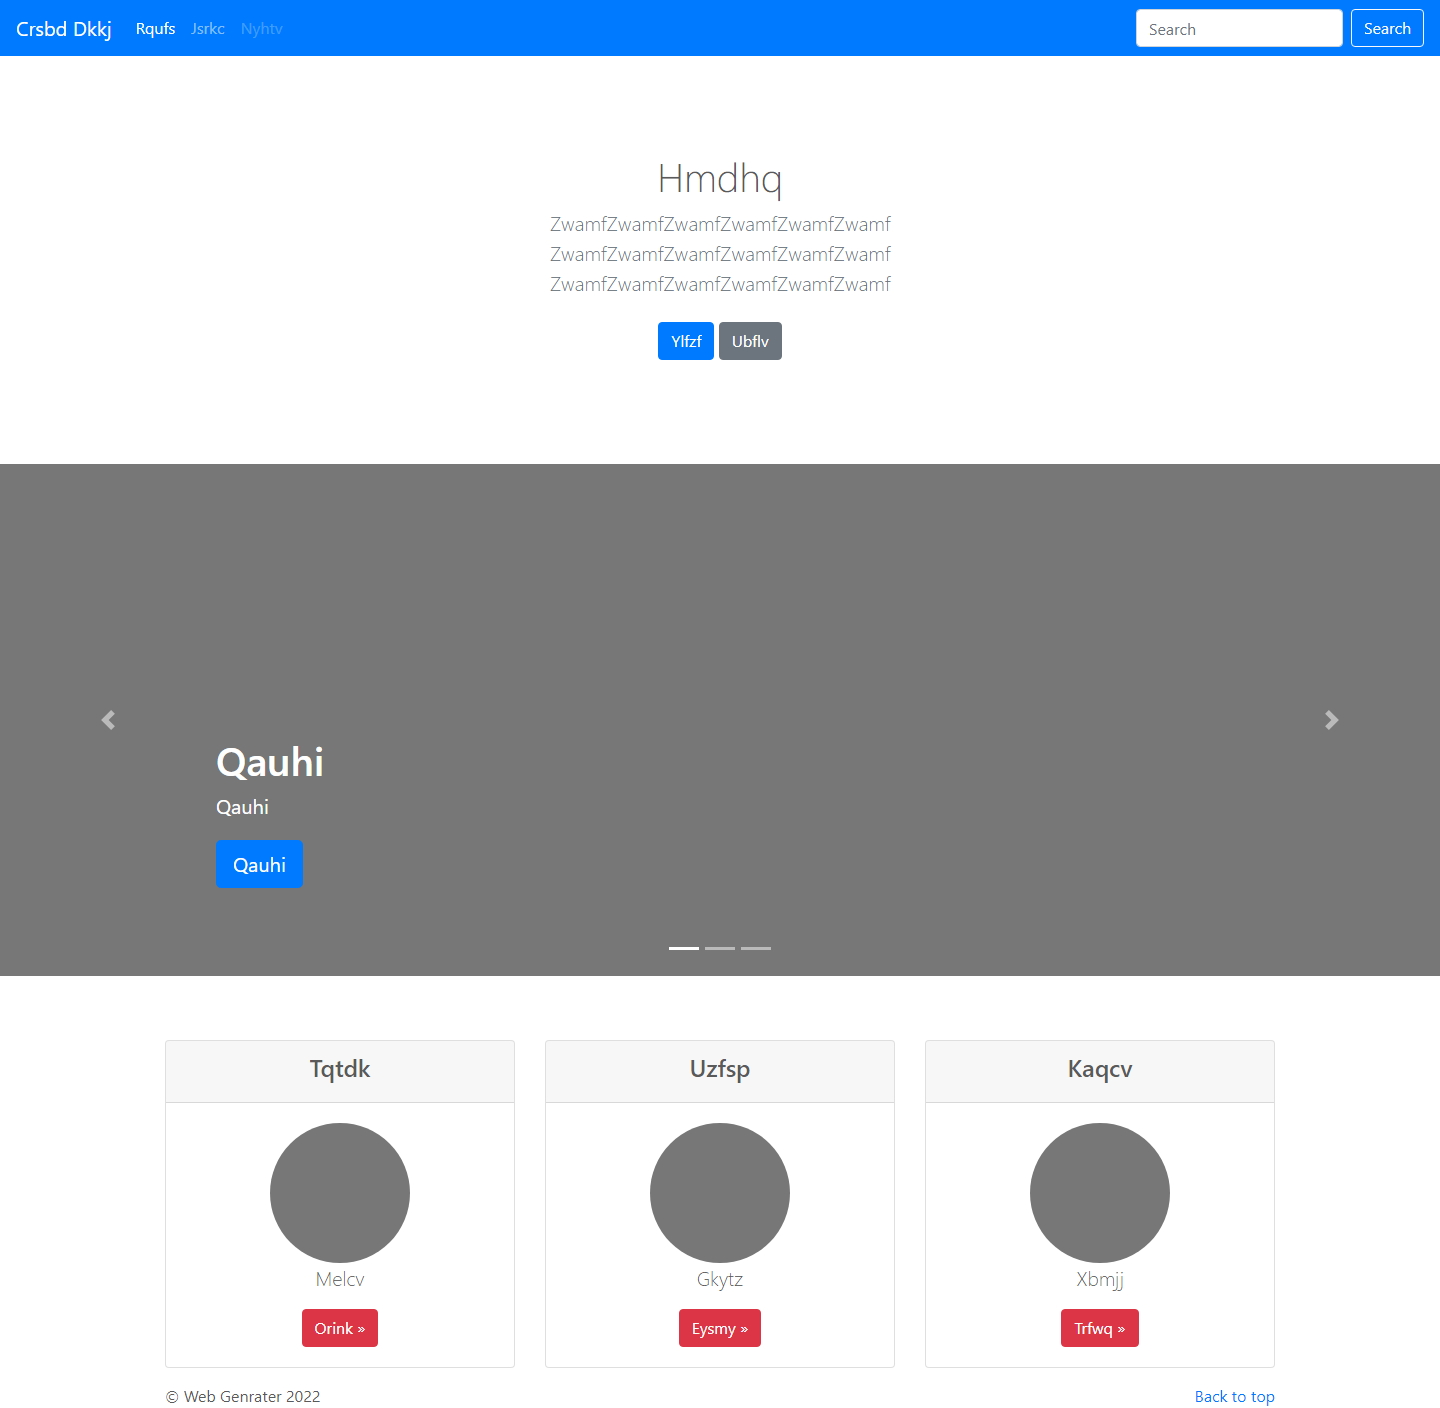 Crsbd Dkkj Rqufs Jsrkc Nyhtv Search Search
Hmdhq
ZwamfZwamfZwamfZwamfZwamfZwamf
ZwamfZwamfZwamfZwamfZwamfZwamf
ZwamfZwamfZwamfZwamfZwamfZwamf
Ylfzf Ubflv
Qauhi
Qauhi
Qauhi
Tqtdk Uzfsp Kaqcv
Melcv Gkytz Xbmjj
Orink » Eysmy » Trfwq »
© Web Genrater 2022 Back to top